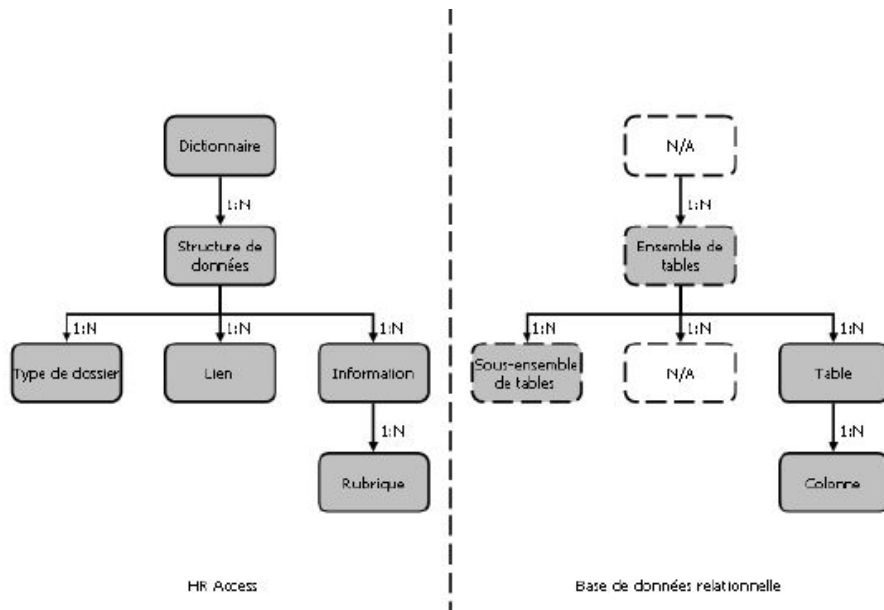 Dictionnaire
N/A
1:N
1:N
Structure de
données
Ensemble de
tables
1:N
1:N
1:N
1:N
1:N
1:N
Type de dossier
Lien
Information
Sous-ensemble
de tables
N/A
Table
1:N
1:N
Rubrique
Colonne
HR Access
Base de données relationnelle